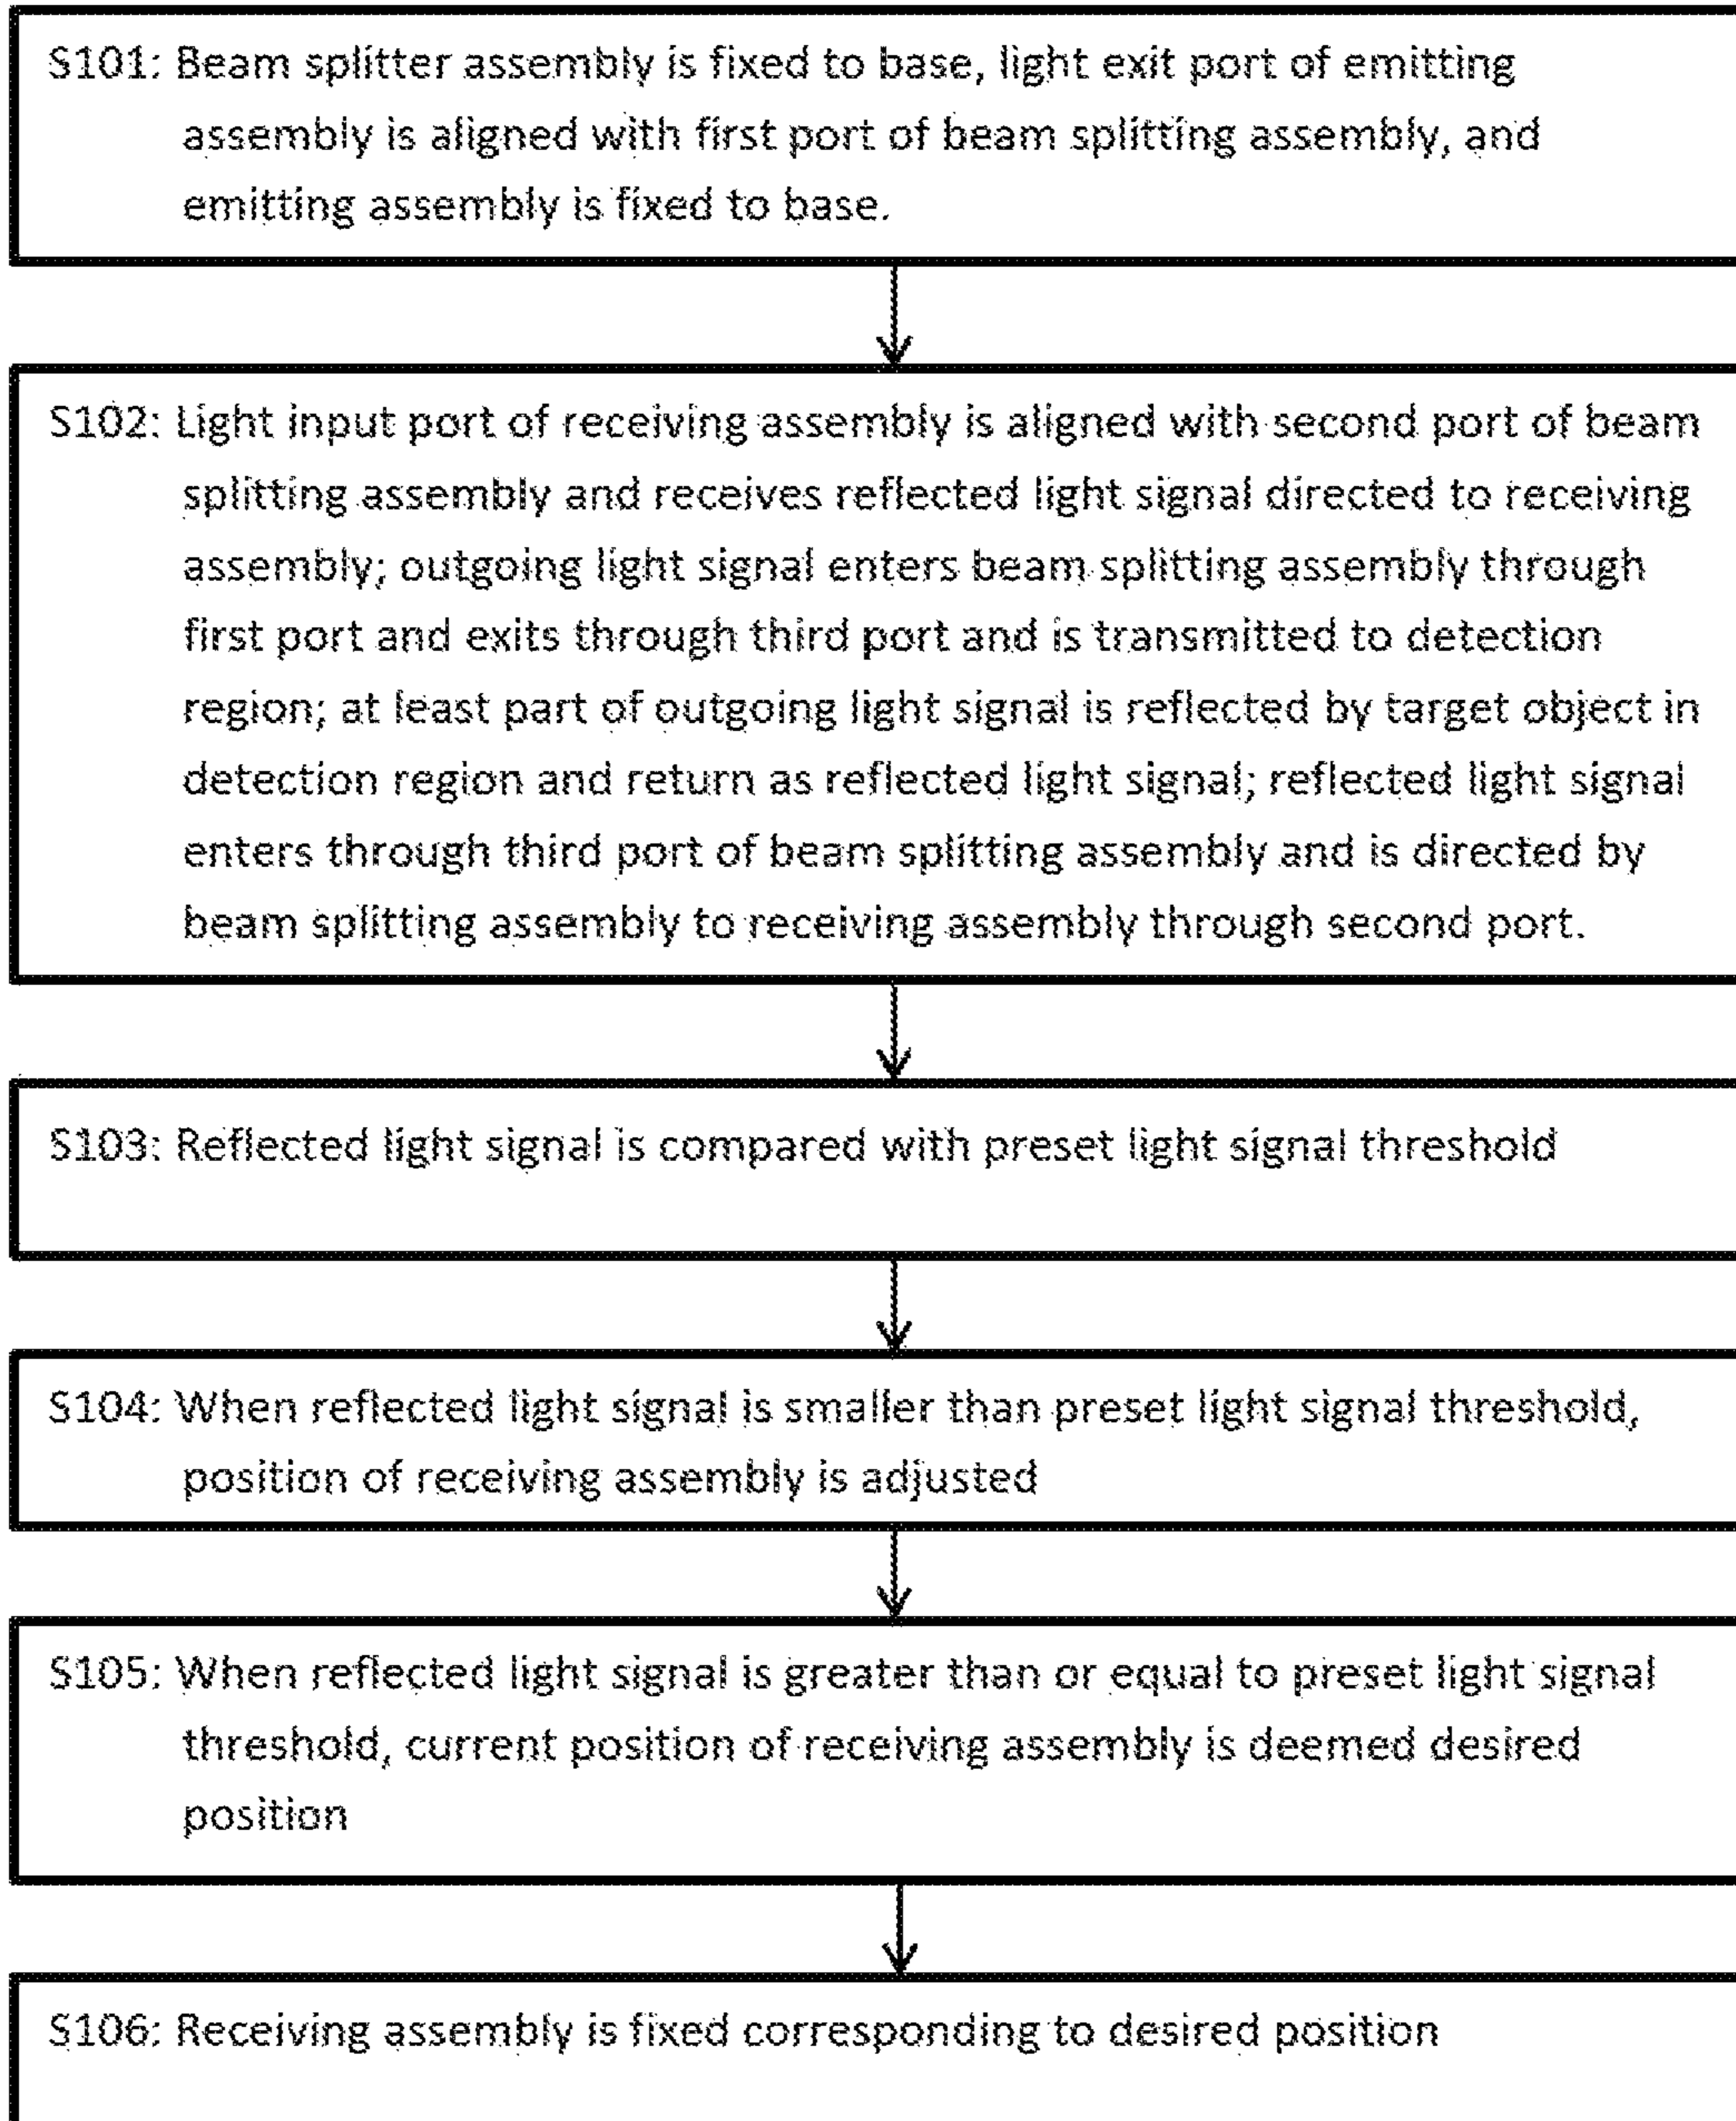 S101: Beam splitter assembly is fixed to base, light exit port of emitting
assembly is aligned with first port of beam splitting assembly, and
emitting assembly is fixed to base.
S102: Light input port of receiving assembly is aligned with second port of beam
splitting assembly and receives reflected light signal directed to receiving
assembly; outgoing light signal enters beam splitting assembly through
first port and exits through third port and is transmitted to detection
region; at least part of outgoing light signal is reflected by target object in
detection region and return as reflected light signal; reflected light signal
enters through third port of beam splitting assembly and is directed by
beam splitting assembly to receiving assembly through second port.
S103: Reflected light signal is compared with preset light signal threshold
S104: When reflected light signal is smaller than preset light signal threshold,
position of receiving assembly is adjusted
S105: When reflected light signal is greater than or equal to preset light signal
threshold, current position of receiving assembly is deemed desired
position
S106: Receiving assembly is fixed corresponding to desired position